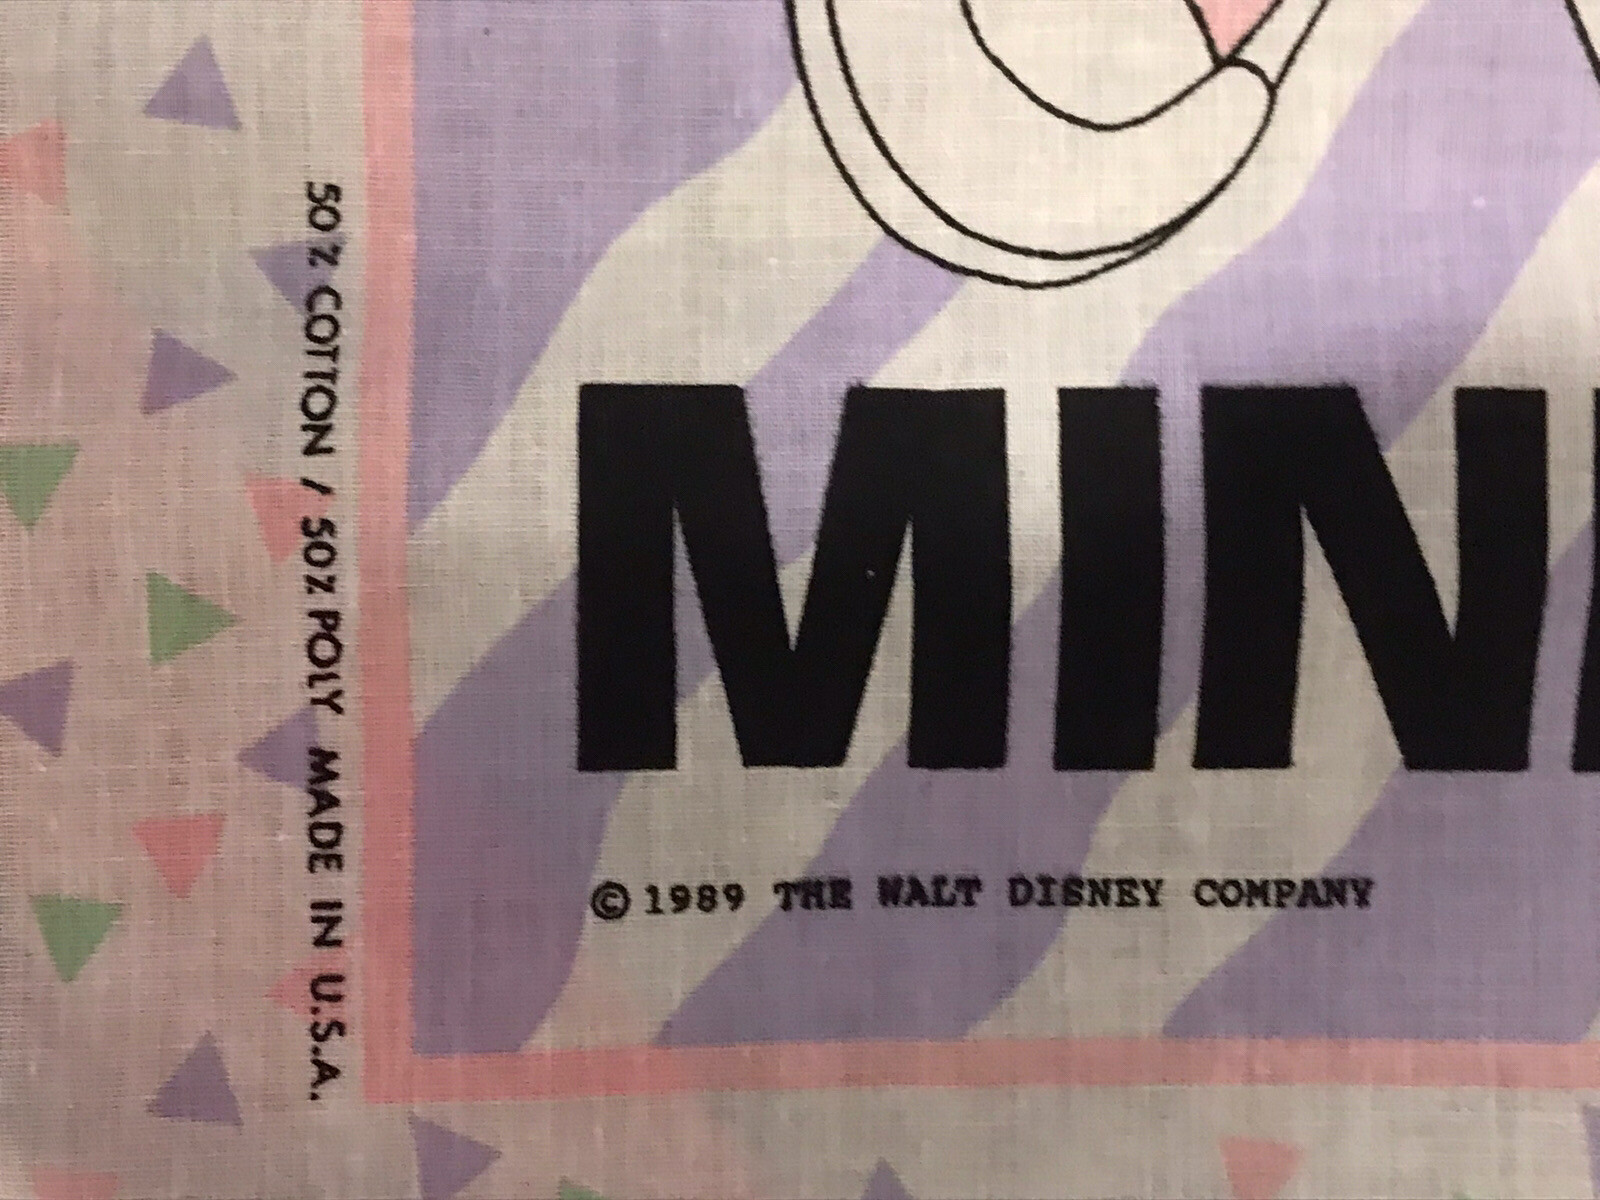 50% COTTON / 50% POLY MADE IN U.S.A.
MIN
© 1989 THE WALT DISNEY COMPANY